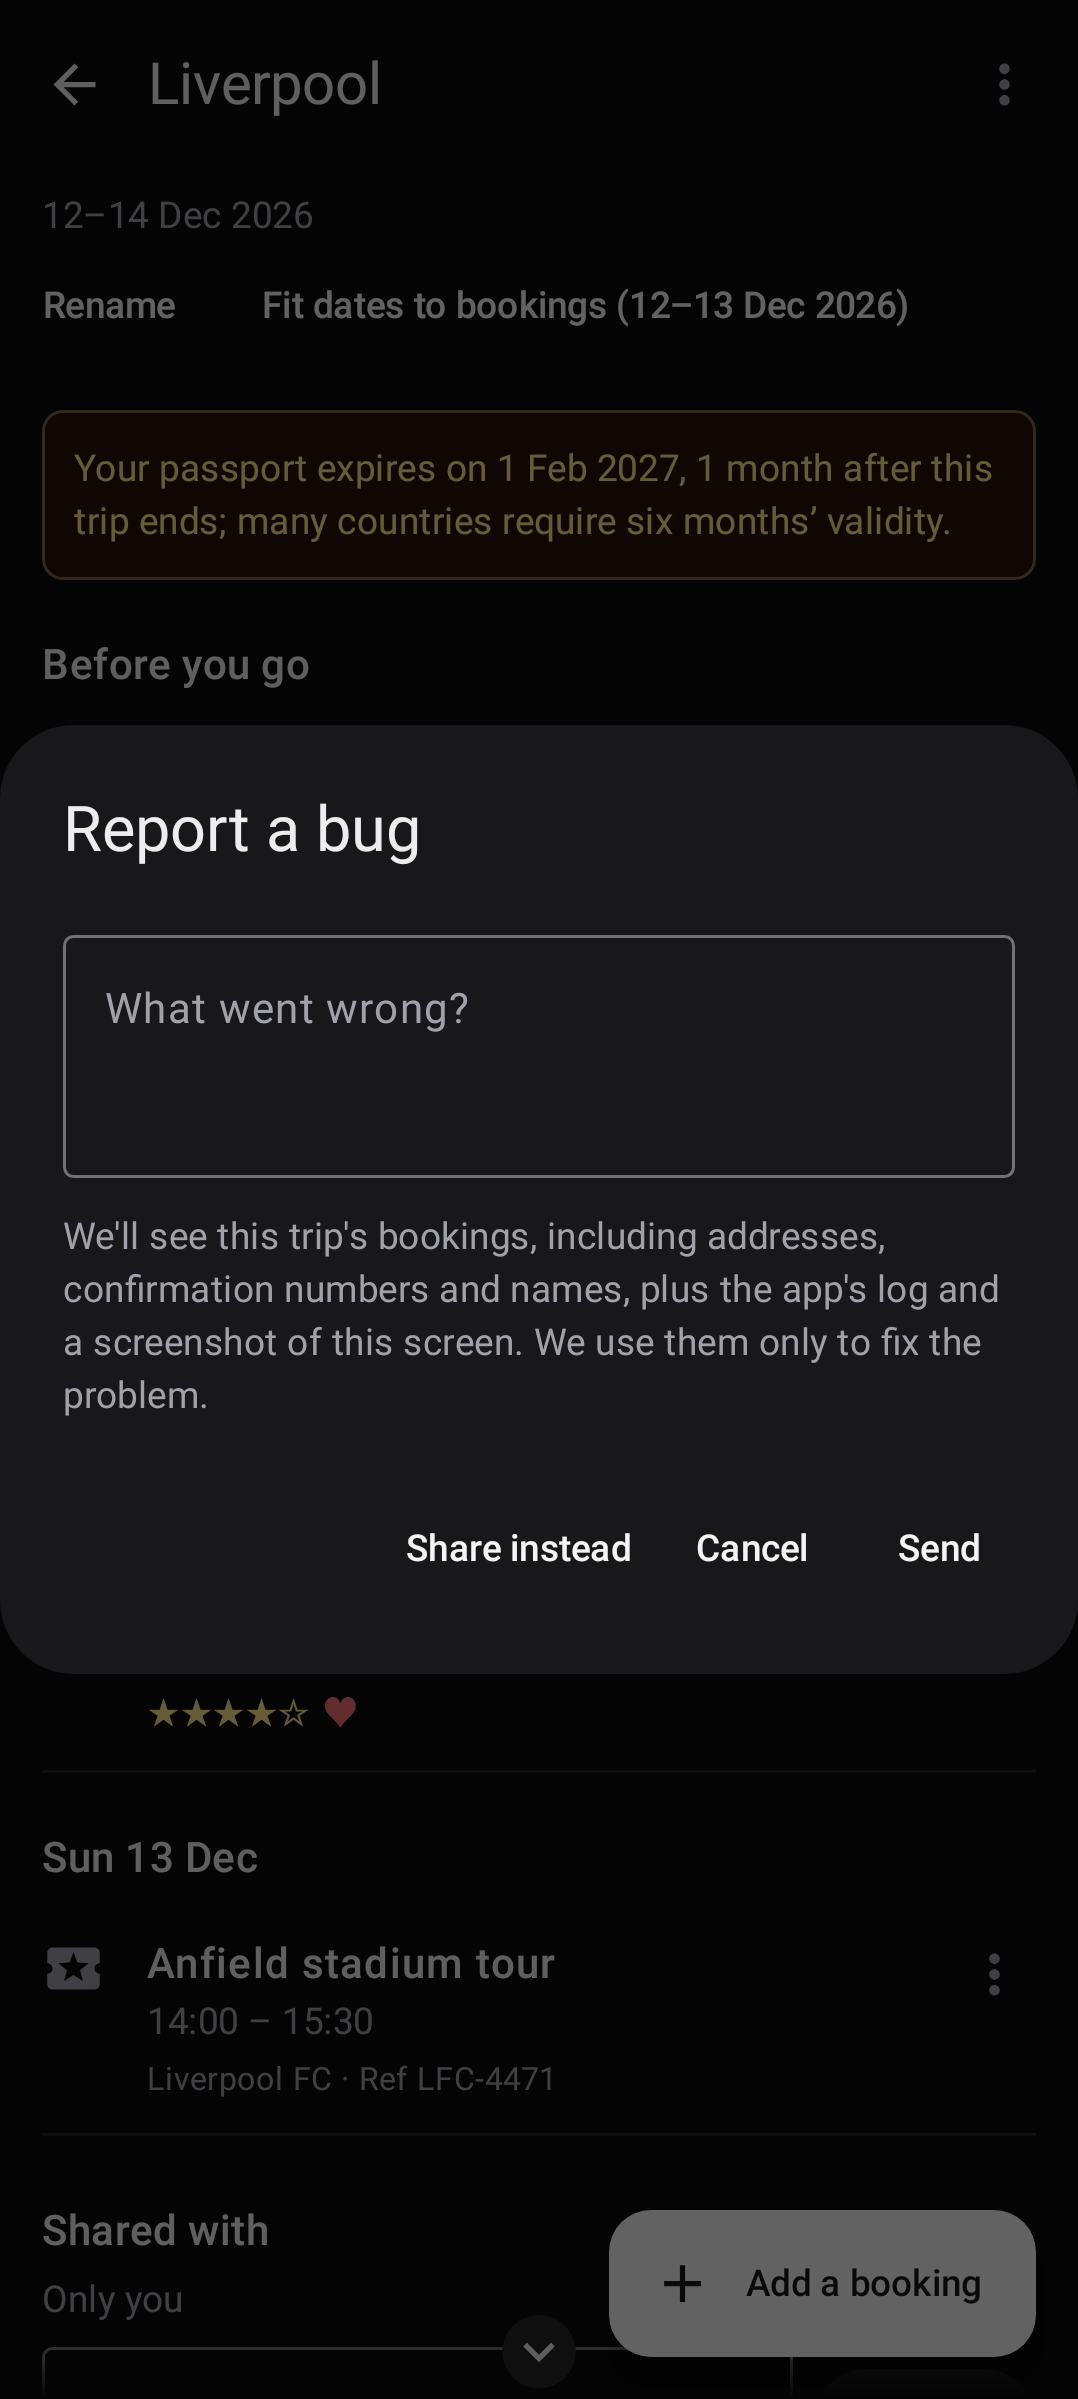 Liverpool
12–14 Dec 2026
Rename Fit dates to bookings (12–13 Dec 2026)
Your passport expires on 1 Feb 2027, 1 month after this
trip ends; many countries require six months’ validity.
Before you go
Report a bug
What went wrong?
We'll see this trip's bookings, including addresses,
confirmation numbers and names, plus the app's log and
a screenshot of this screen. We use them only to fix the
problem.
Share instead Cancel Send
★★★★☆ ♥
Sun 13 Dec
Anfield stadium tour
14:00 – 15:30
Liverpool FC · Ref LFC-4471
Shared with
Only you
Add a booking